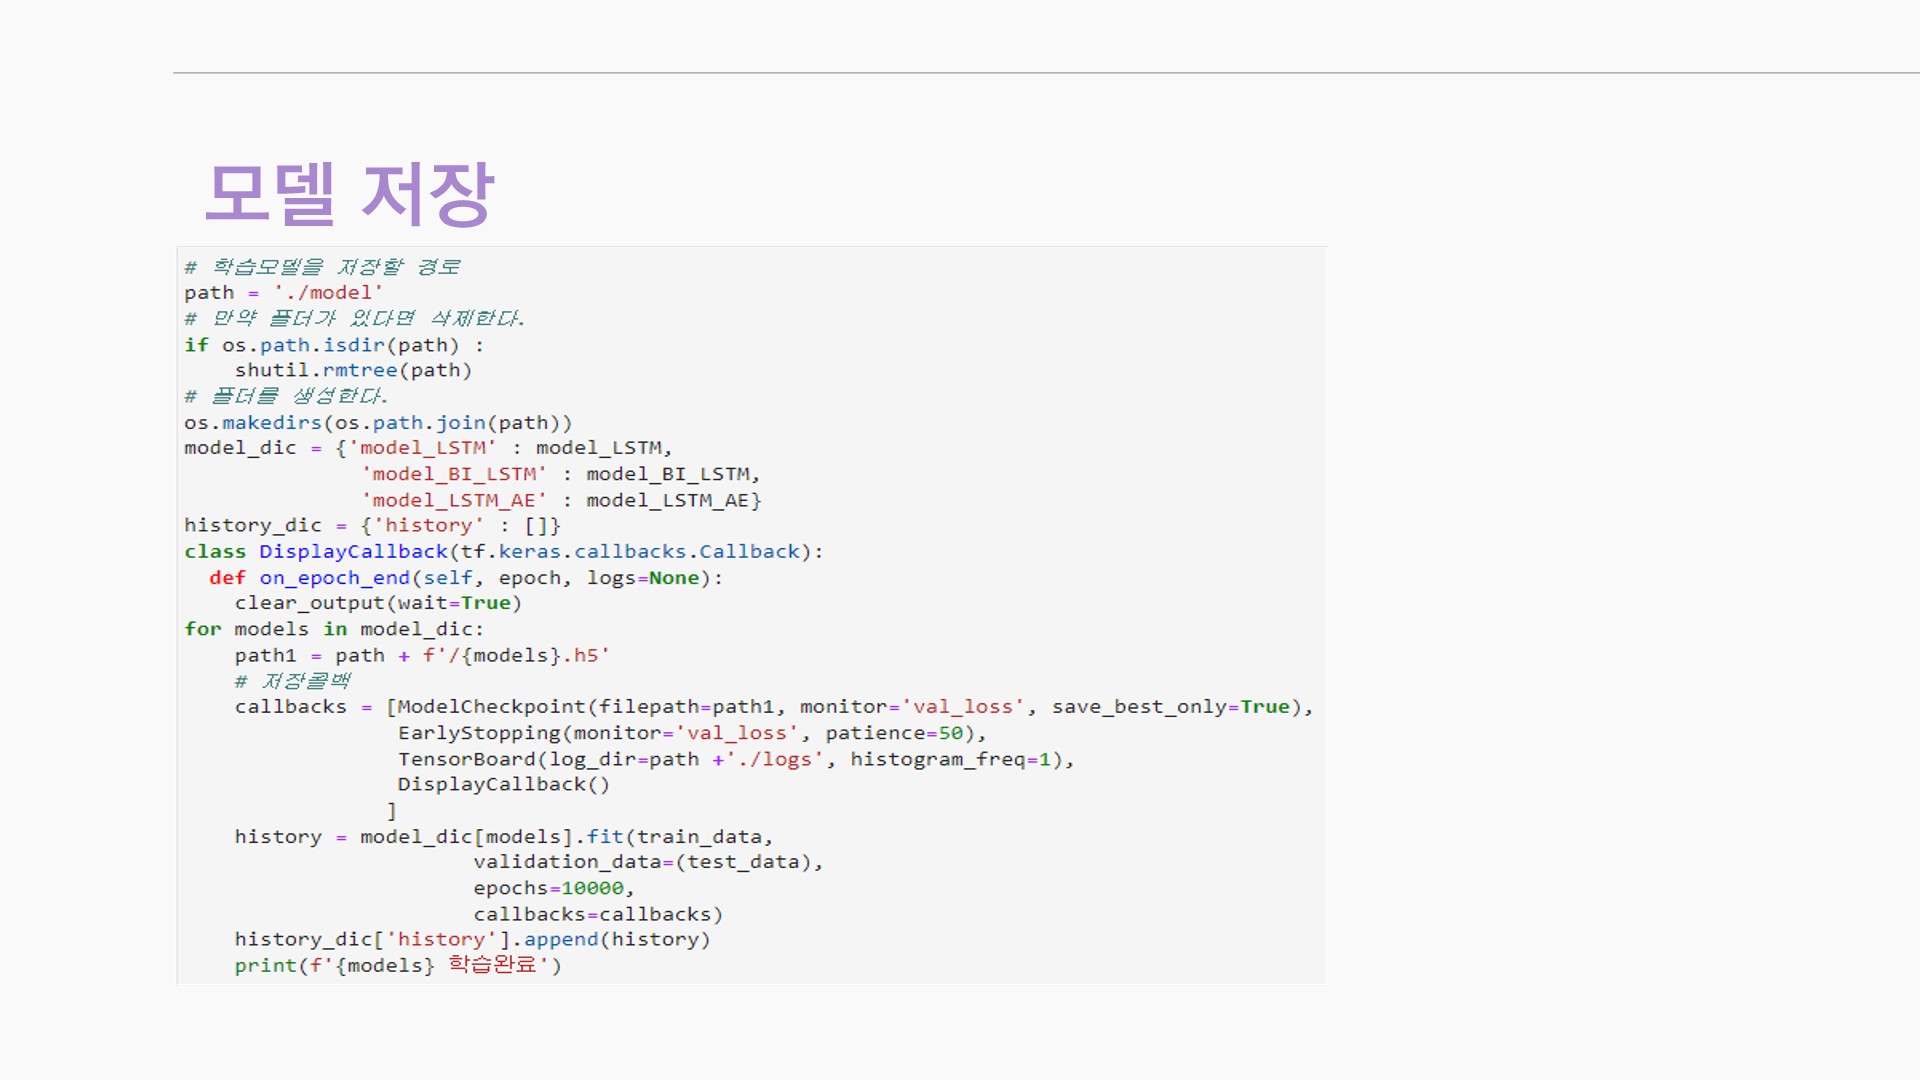 모델 저장
# 학습모델을 저장할 경로
path = './model'
# 만약 폴더가 있다면 삭제한다.
if os.path.isdir(path) :
    shutil.rmtree(path)
# 폴더를 생성한다.
os.makedirs(os.path.join(path))
model_dic = {'model_LSTM' : model_LSTM,
              'model_BI_LSTM' : model_BI_LSTM,
              'model_LSTM_AE' : model_LSTM_AE}
history_dic = {'history' : []}
class DisplayCallback(tf.keras.callbacks.Callback):
  def on_epoch_end(self, epoch, logs=None):
    clear_output(wait=True)
for models in model_dic:
    path1 = path + f'/{models}.h5'
    # 저장콜백
    callbacks = [ModelCheckpoint(filepath=path1, monitor='val_loss', save_best_only=True),
                 EarlyStopping(monitor='val_loss', patience=50),
                 TensorBoard(log_dir=path +'./logs', histogram_freq=1),
                 DisplayCallback()
                ]
    history = model_dic[models].fit(train_data,
                       validation_data=(test_data),
                       epochs=10000,
                       callbacks=callbacks)
    history_dic['history'].append(history)
    print(f'{models} 학습완료')